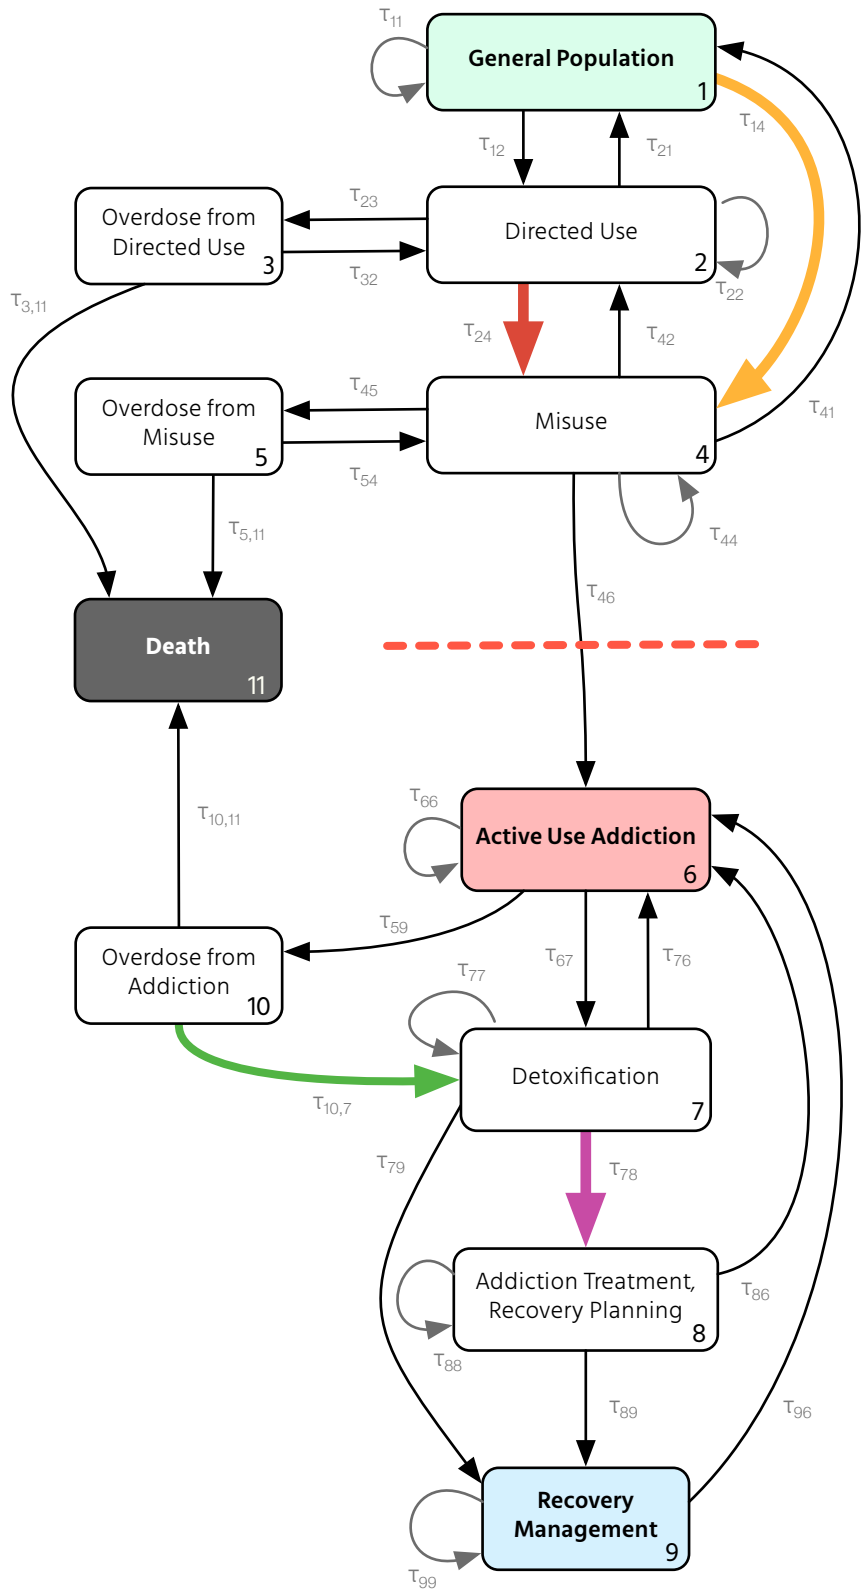 τ11
General Population
1
τ14
τ12
τ21
τ23
Overdose from
Directed Use
3
Directed Use
2
τ32
τ22
τ3,11
τ24
τ42
τ45
Overdose from
Misuse
5
Misuse
4
τ41
τ54
τ5,11
τ44
τ46
Death
11
τ66
τ10,11
Active Use Addiction
6
τ59
Overdose from
Addiction
10
τ67
τ76
τ77
Detoxification
7
τ10,7
τ79
τ78
Addiction Treatment,
Recovery Planning
8
τ86
τ88
τ89
τ96
Recovery
Management
9
τ99